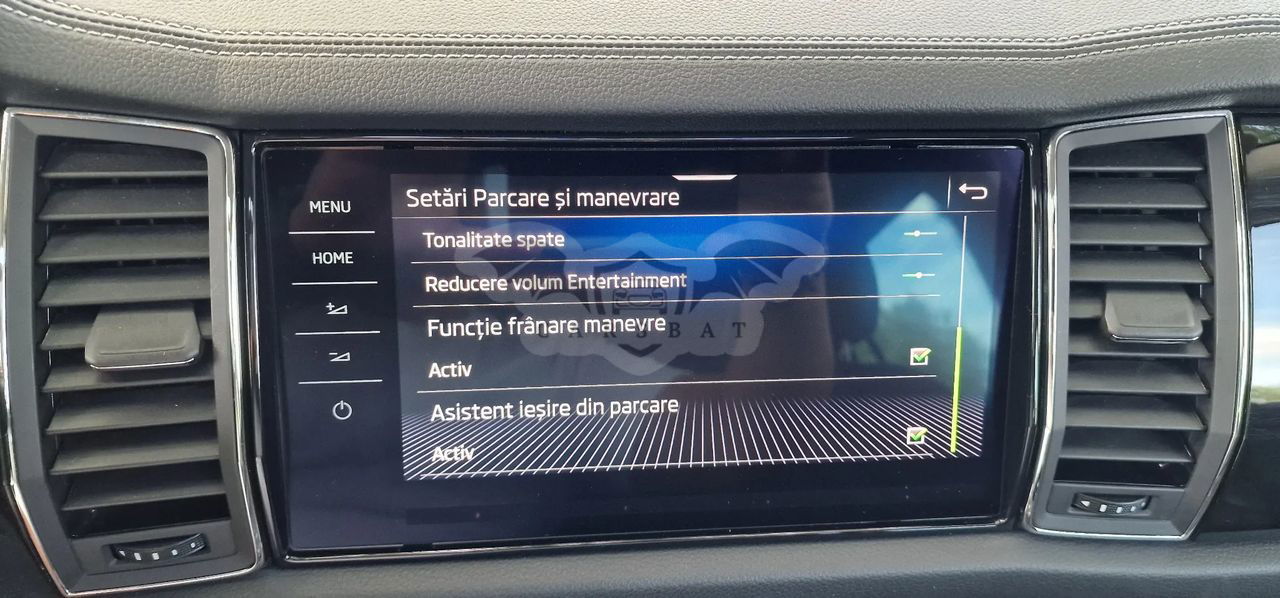 MENU
HOME
Setări Parcare și manevrare
Tonalitate spate
Reducere volum Entertainment
Funcție frânare manevre
Activ
Asistent ieșire din parcare
Activ
CARSBAT